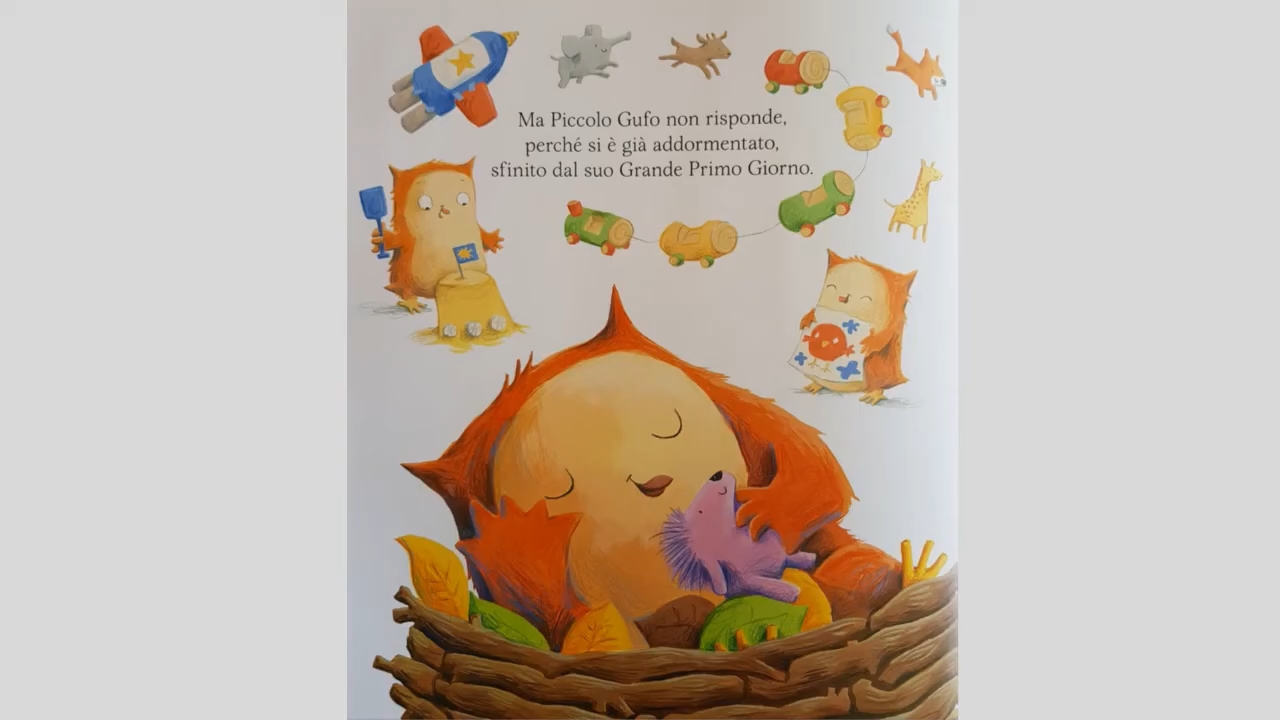 Ma Piccolo Gufo non risponde,
perché si è già addormentato,
sfinito dal suo Grande Primo Giorno.